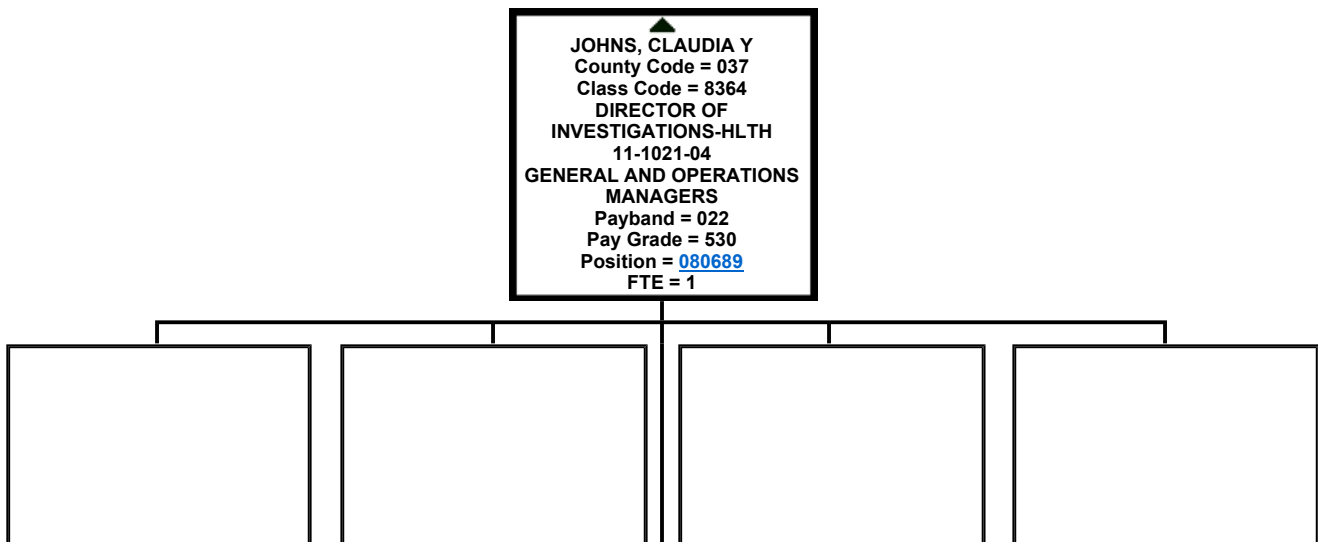 JOHNS, CLAUDIA Y
County Code = 037
Class Code = 8364
DIRECTOR OF
INVESTIGATIONS-HLTH
11-1021-04
GENERAL AND OPERATIONS
MANAGERS
Payband = 022
Pay Grade = 530
Position = 080689
FTE = 1